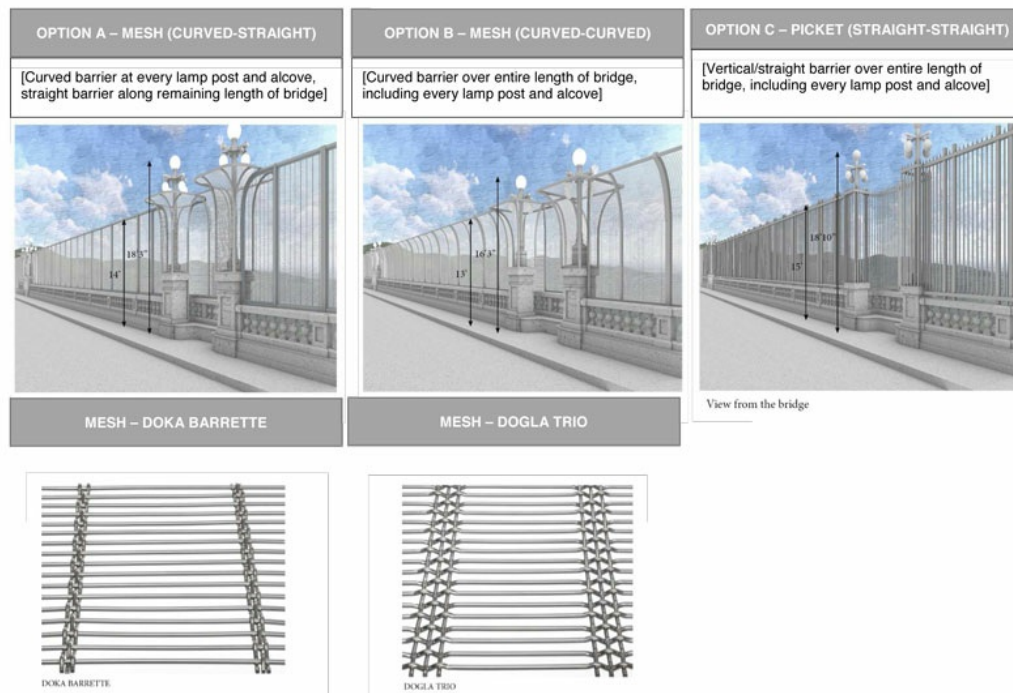 OPTION A – MESH (CURVED-STRAIGHT)
[Curved barrier at every lamp post and alcove,
straight barrier along remaining length of bridge]
14'
18'3"
MESH – DOKA BARRETTE
DOKA BARRETTE
OPTION B – MESH (CURVED-CURVED)
[Curved barrier over entire length of bridge,
including every lamp post and alcove]
13'
16'3"
MESH – DOGLA TRIO
DOGLA TRIO
OPTION C – PICKET (STRAIGHT-STRAIGHT)
[Vertical/straight barrier over entire length of
bridge, including every lamp post and alcove]
15'
18'10"
View from the bridge